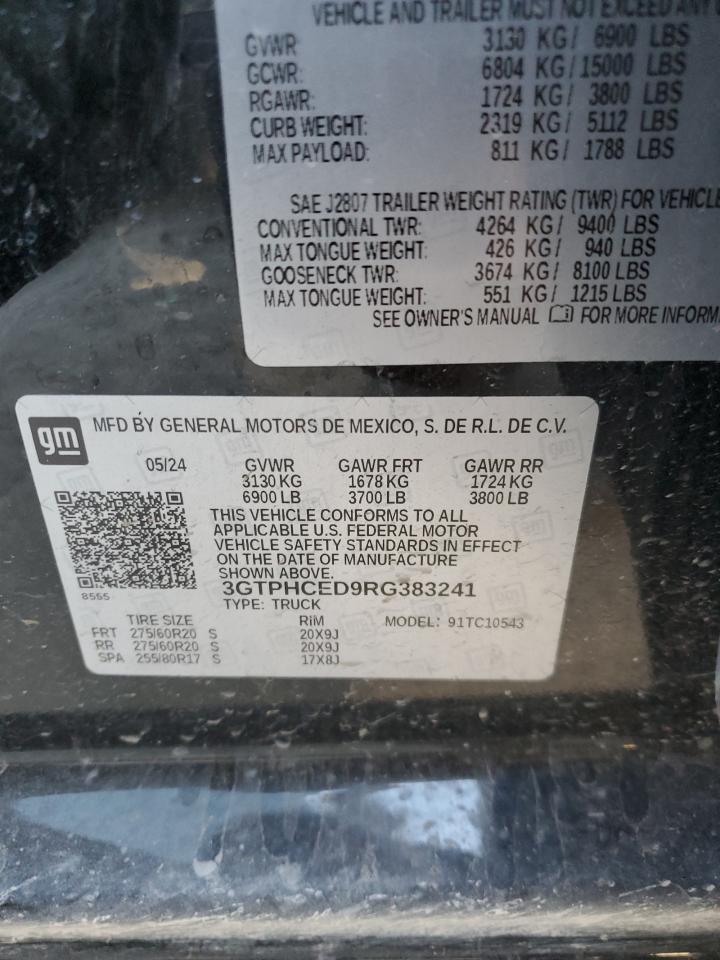 VEHICLE AND TRAILER MUST NOT EXCEED ANY
GVWR: 3130 KG/ 6900 LBS
GCWR: 6804 KG/15000 LBS
RGAWR: 1724 KG/ 3800 LBS
CURB WEIGHT: 2319 KG/ 5112 LBS
MAX PAYLOAD: 811 KG/ 1788 LBS
SAE J2807 TRAILER WEIGHT RATING (TWR) FOR VEHICLE
CONVENTIONAL TWR: 4264 KG/ 9400 LBS
MAX TONGUE WEIGHT: 426 KG/ 940 LBS
GOOSENECK TWR: 3674 KG/ 8100 LBS
MAX TONGUE WEIGHT: 551 KG/ 1215 LBS
SEE OWNER'S MANUAL FOR MORE INFORM
gm MFD BY GENERAL MOTORS DE MEXICO, S. DE R.L. DE C.V.
05/24 GVWR GAWR FRT GAWR RR
3130 KG 1678 KG 1724 KG
6900 LB 3700 LB 3800 LB
THIS VEHICLE CONFORMS TO ALL
APPLICABLE U.S. FEDERAL MOTOR
VEHICLE SAFETY STANDARDS IN EFFECT
ON THE DATE OF MANUFACTURE
SHOWN ABOVE.
8555 3GTPHCED9RG383241
TYPE: TRUCK
TIRE SIZE RIM MODEL: 91TC10543
FRT 275/60R20 S 20X9J
RR 275/60R20 S 20X9J
SPA 255/80R17 S 17X8J